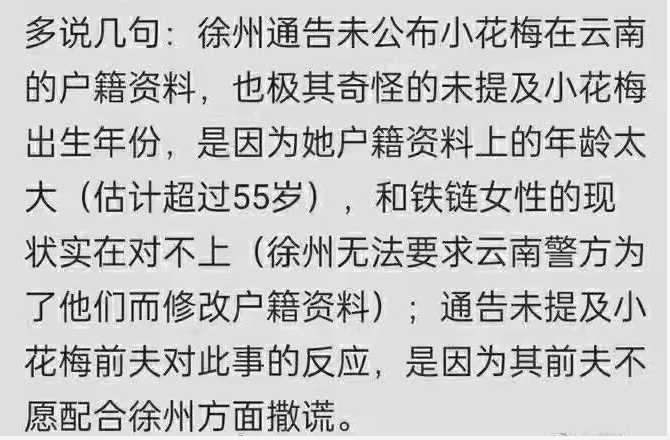 多说几句：徐州通告未公布小花梅在云南
的户籍资料，也极其奇怪的未提及小花梅
出生年份，是因为她户籍资料上的年龄太
大（估计超过55岁），和铁链女性的现
状实在对不上（徐州无法要求云南警方为
了他们而修改户籍资料）；通告未提及小
花梅前夫对此事的反应，是因为其前夫不
愿配合徐州方面撒谎。